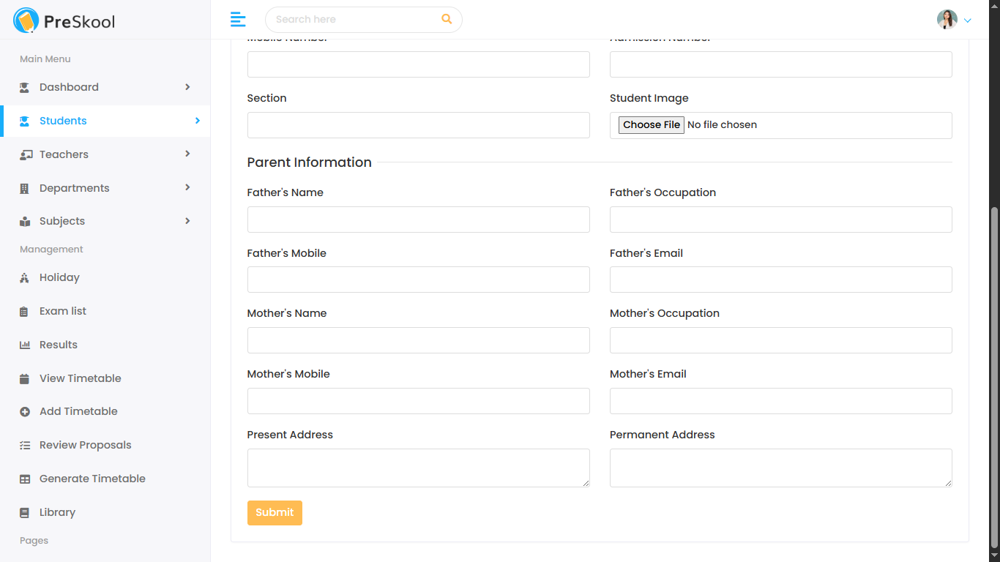 PreSkool
Search here
Main Menu
Dashboard
Students
Teachers
Departments
Subjects
Management
Holiday
Exam list
Results
View Timetable
Add Timetable
Review Proposals
Generate Timetable
Library
Pages
Mobile Number
Admission Number
Section
Student Image
Choose File No file chosen
Parent Information
Father's Name
Father's Occupation
Father's Mobile
Father's Email
Mother's Name
Mother's Occupation
Mother's Mobile
Mother's Email
Present Address
Permanent Address
Submit